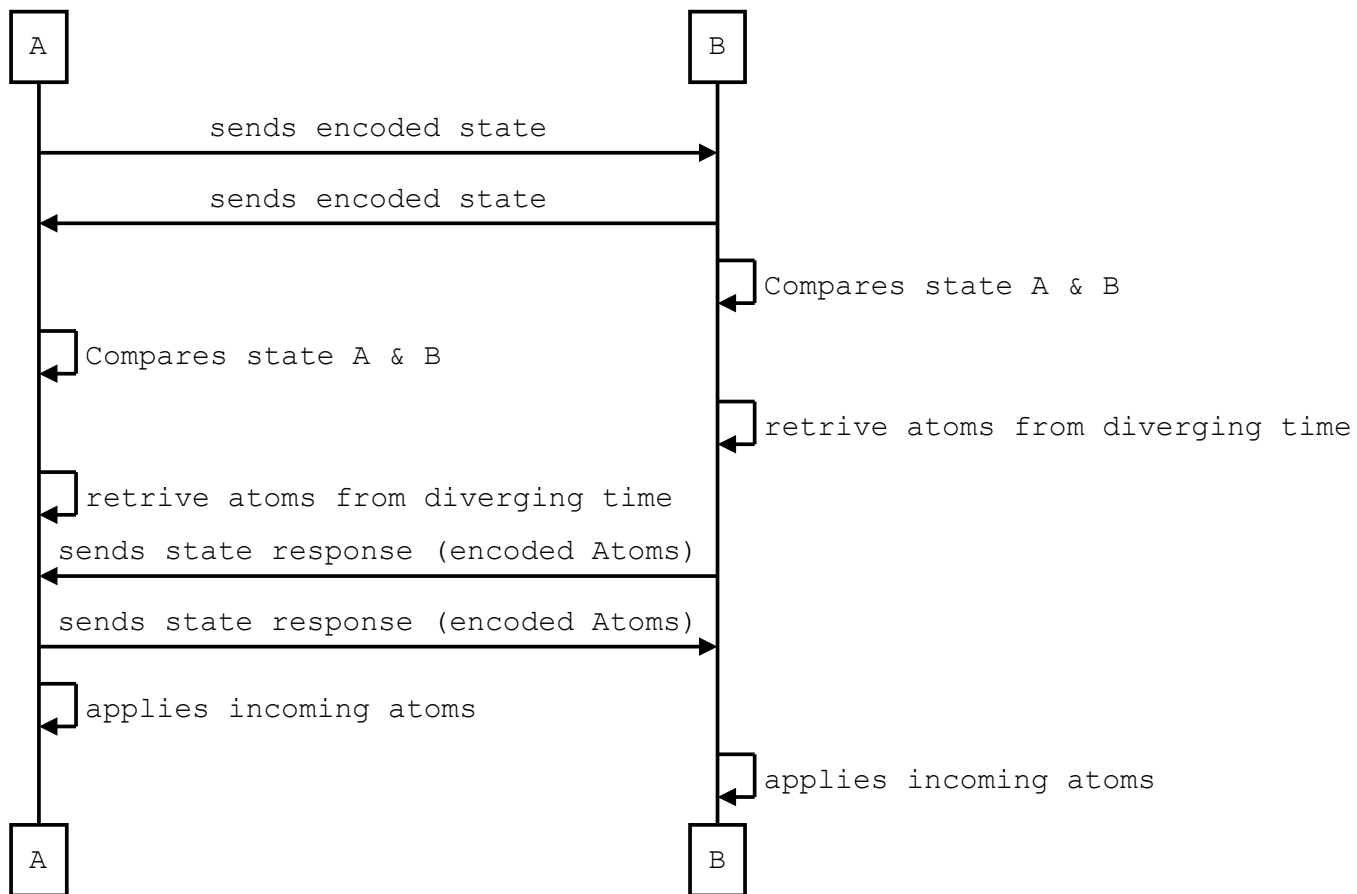 A
B
sends encoded state
sends encoded state
Compares state A & B
Compares state A & B
retrive atoms from diverging time
retrive atoms from diverging time
sends state response (encoded Atoms)
sends state response (encoded Atoms)
applies incoming atoms
applies incoming atoms
A
B